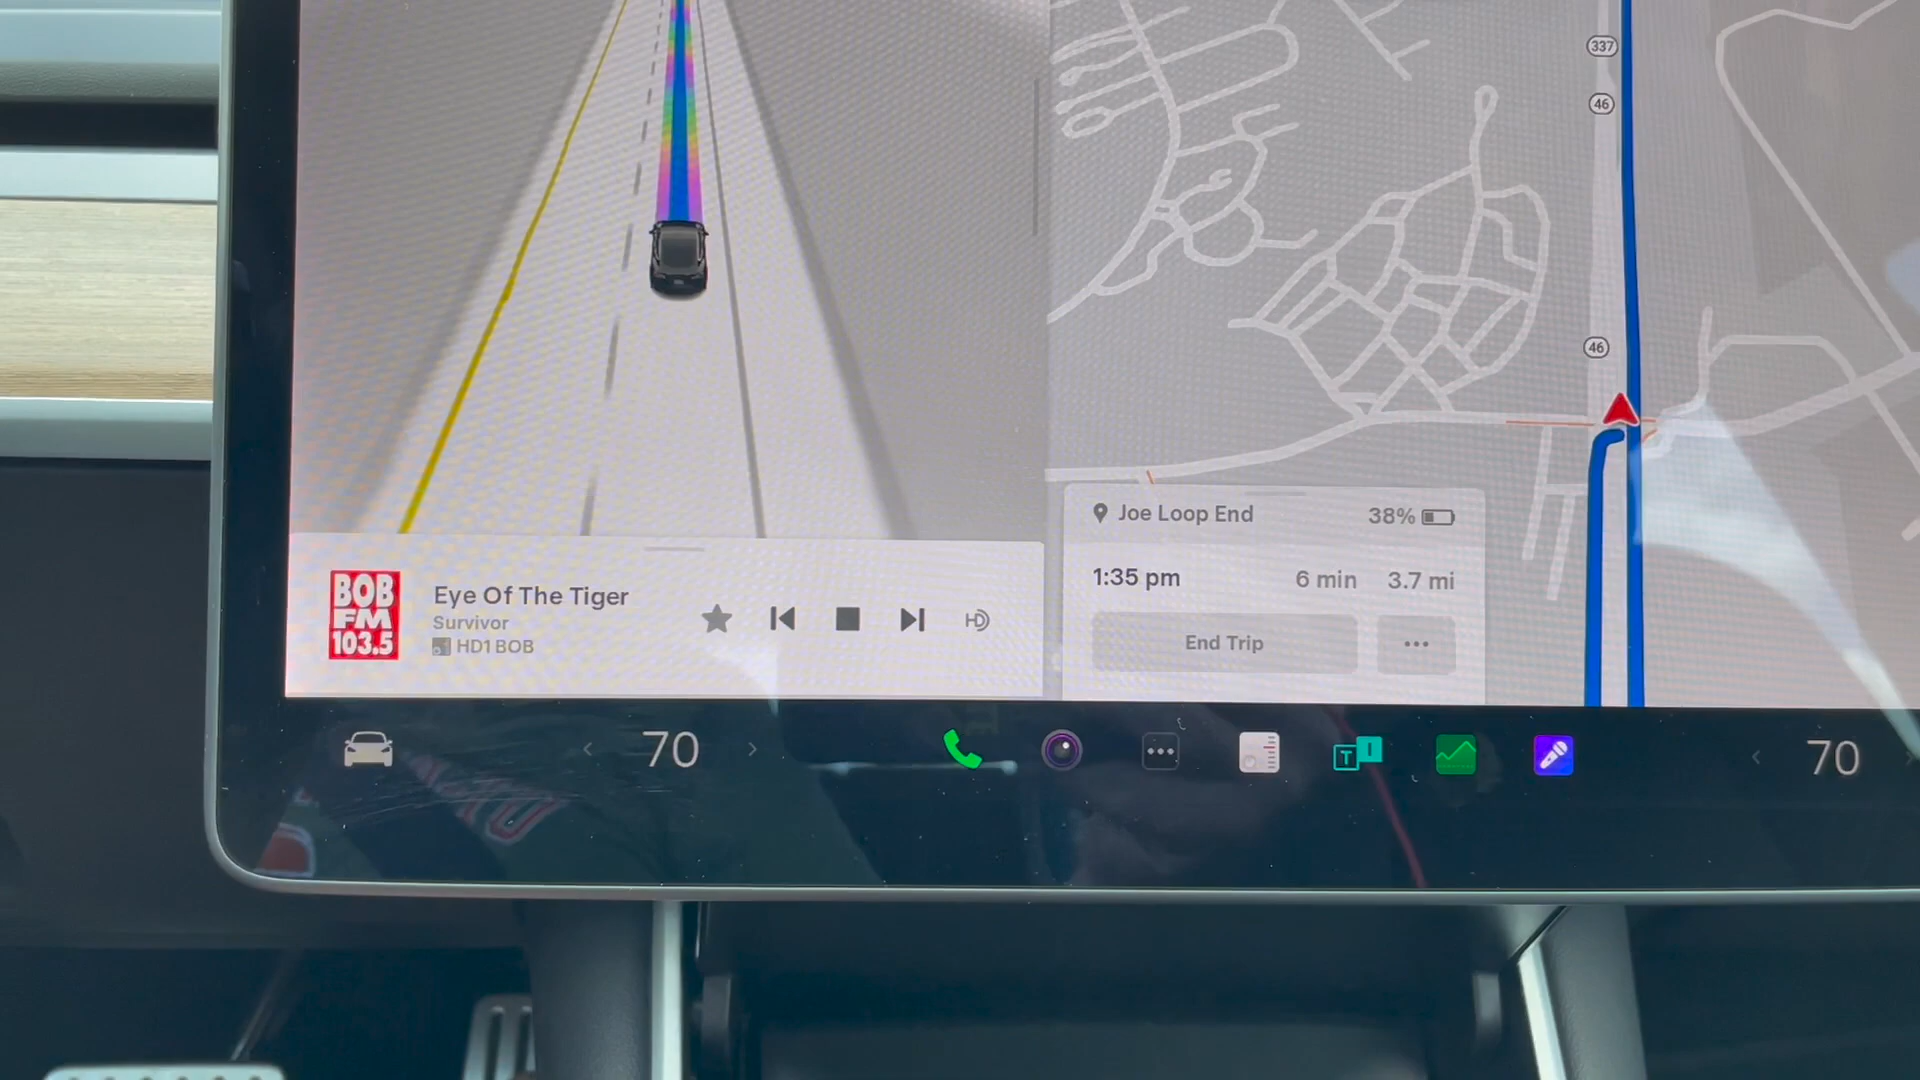 337
46
46
Joe Loop End
38%
1:35 pm
6 min
3.7 mi
End Trip
BOB
FM
103.5
Eye Of The Tiger
Survivor
HD1 BOB
HD
70
T
I
70